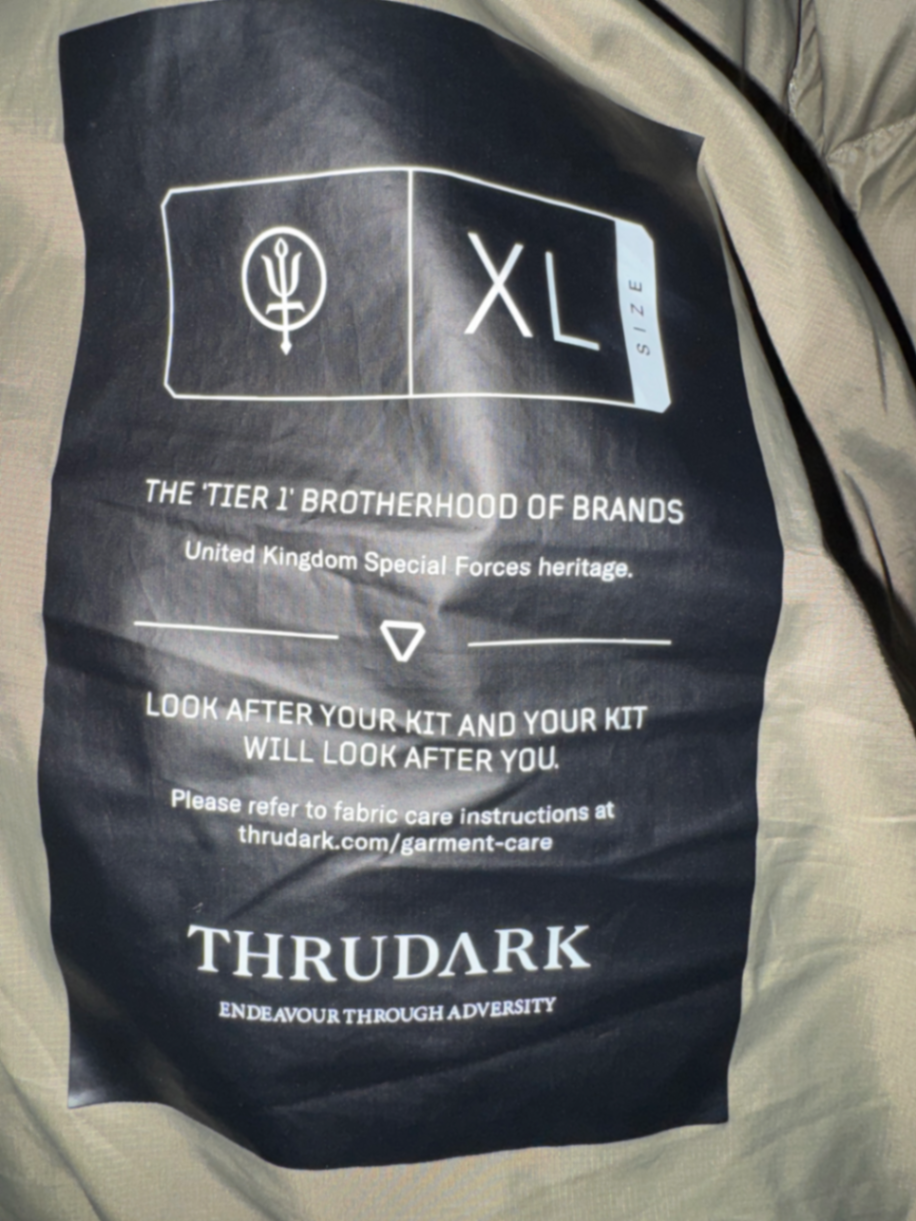 XL
SIZE
THE 'TIER 1' BROTHERHOOD OF BRANDS
United Kingdom Special Forces heritage.
LOOK AFTER YOUR KIT AND YOUR KIT
WILL LOOK AFTER YOU.
Please refer to fabric care instructions at
thrudark.com/garment-care
THRUDΛRK
ENDEAVOUR THROUGH ADVERSITY